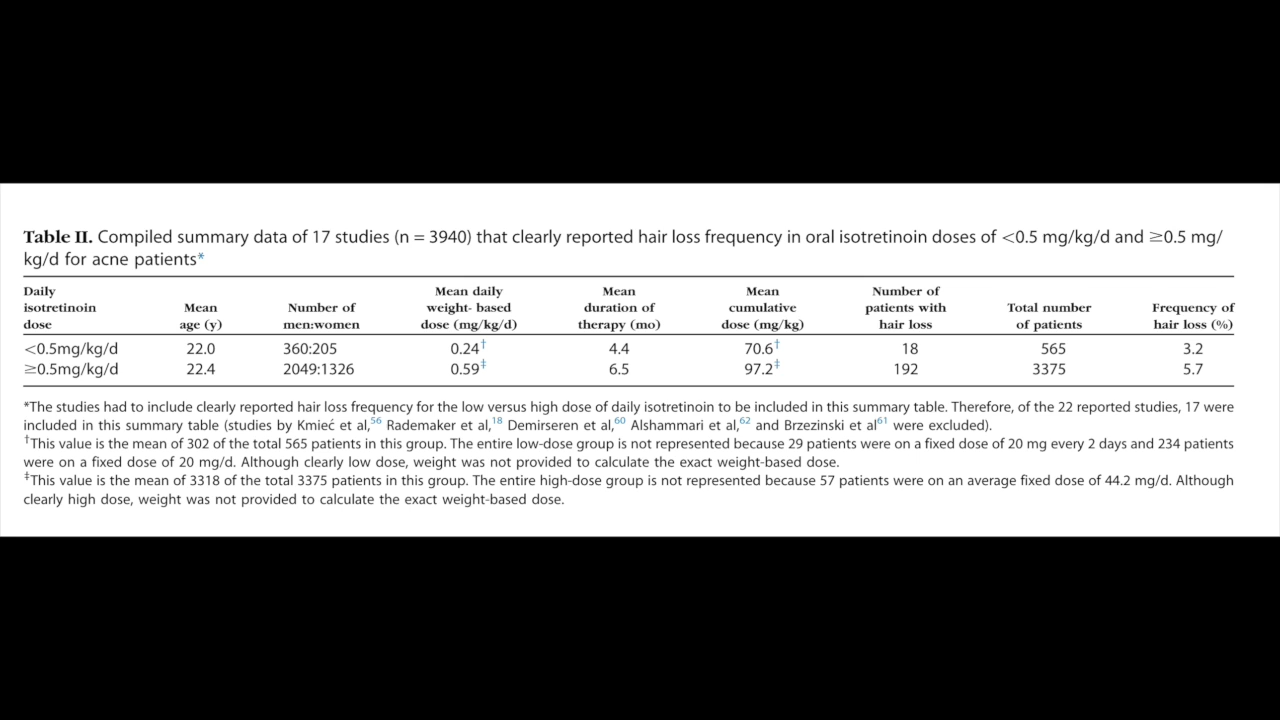 Table II. Compiled summary data of 17 studies (n = 3940) that clearly reported hair loss frequency in oral isotretinoin doses of <0.5 mg/kg/d and ≥0.5 mg/
kg/d for acne patients*
Daily isotretinoin dose Mean age (y) Number of men:women Mean daily weight- based dose (mg/kg/d) Mean duration of therapy (mo) Mean cumulative dose (mg/kg) Number of patients with hair loss Total number of patients Frequency of hair loss (%)
<0.5mg/kg/d 22.0 360:205 0.24† 4.4 70.6† 18 565 3.2
≥0.5mg/kg/d 22.4 2049:1326 0.59‡ 6.5 97.2‡ 192 3375 5.7
*The studies had to include clearly reported hair loss frequency for the low versus high dose of daily isotretinoin to be included in this summary table. Therefore, of the 22 reported studies, 17 were
included in this summary table (studies by Kmieć et al,56 Rademaker et al,18 Demirseren et al,60 Alshammari et al,62 and Brzezinski et al61 were excluded).
†This value is the mean of 302 of the total 565 patients in this group. The entire low-dose group is not represented because 29 patients were on a fixed dose of 20 mg every 2 days and 234 patients
were on a fixed dose of 20 mg/d. Although clearly low dose, weight was not provided to calculate the exact weight-based dose.
‡This value is the mean of 3318 of the total 3375 patients in this group. The entire high-dose group is not represented because 57 patients were on an average fixed dose of 44.2 mg/d. Although
clearly high dose, weight was not provided to calculate the exact weight-based dose.